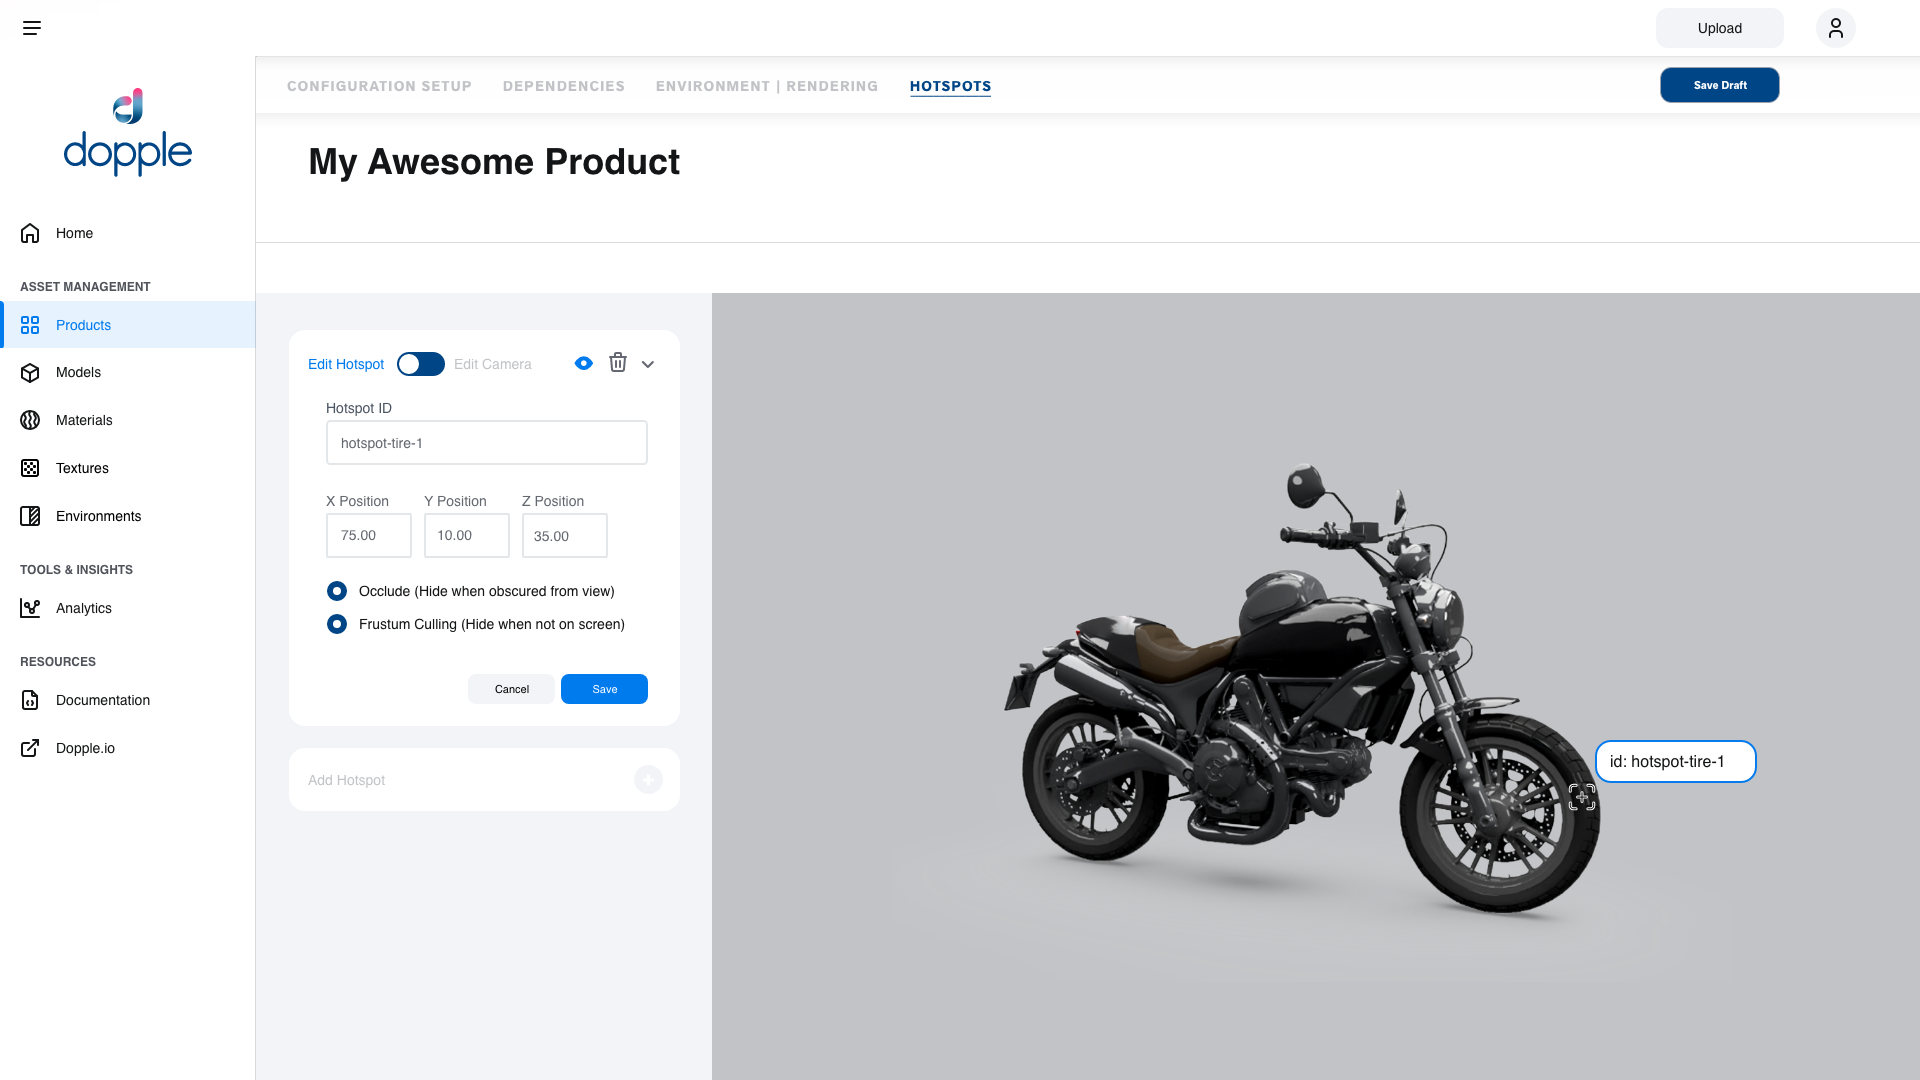 Upload
CONFIGURATION SETUP
DEPENDENCIES
ENVIRONMENT | RENDERING
HOTSPOTS
Save Draft
dopple
My Awesome Product
Home
ASSET MANAGEMENT
Products
Models
Materials
Textures
Environments
TOOLS & INSIGHTS
Analytics
RESOURCES
Documentation
Dopple.io
Edit Hotspot
Edit Camera
Hotspot ID
hotspot-tire-1
X Position
Y Position
Z Position
75.00
10.00
35.00
Occlude (Hide when obscured from view)
Frustum Culling (Hide when not on screen)
Cancel
Save
Add Hotspot
id: hotspot-tire-1